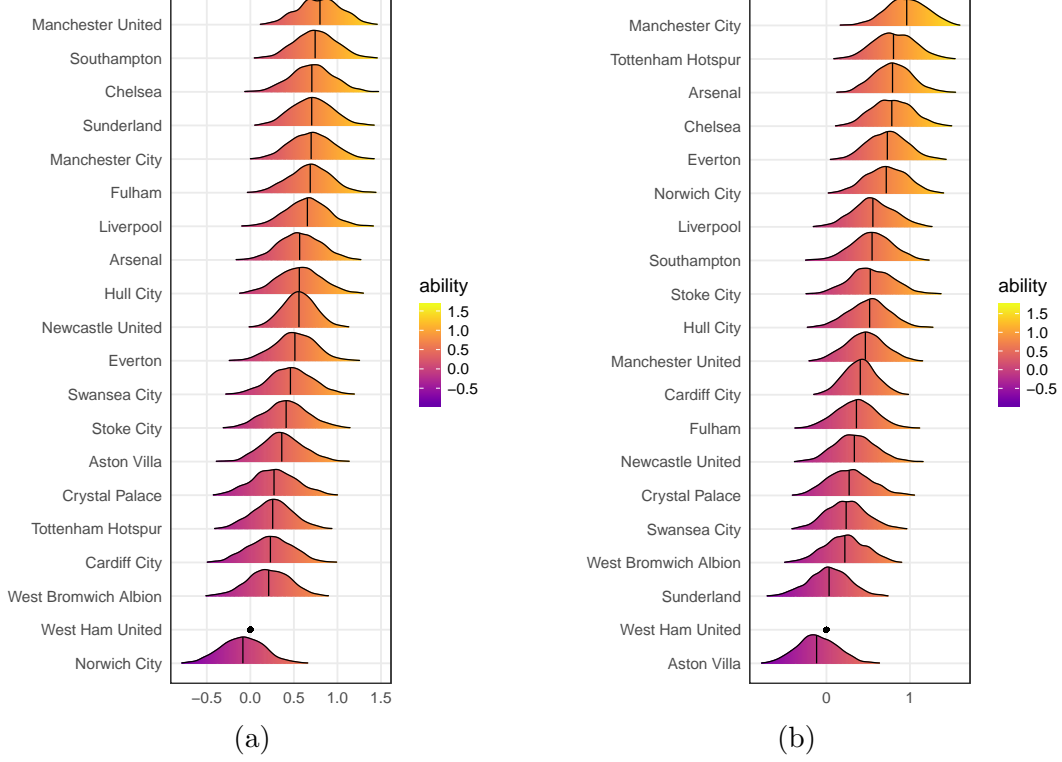 Manchester United
Southampton
Chelsea
Sunderland
Manchester City
Fulham
Liverpool
Arsenal
Hull City
Newcastle United
Everton
Swansea City
Stoke City
Aston Villa
Crystal Palace
Tottenham Hotspur
Cardiff City
West Bromwich Albion
West Ham United
Norwich City
−0.5 0.0 0.5 1.0 1.5
ability
1.5
1.0
0.5
0.0
−0.5
(a)
Manchester City
Tottenham Hotspur
Arsenal
Chelsea
Everton
Norwich City
Liverpool
Southampton
Stoke City
Hull City
Manchester United
Cardiff City
Fulham
Newcastle United
Crystal Palace
Swansea City
West Bromwich Albion
Sunderland
West Ham United
Aston Villa
0 1
ability
1.5
1.0
0.5
0.0
−0.5
(b)